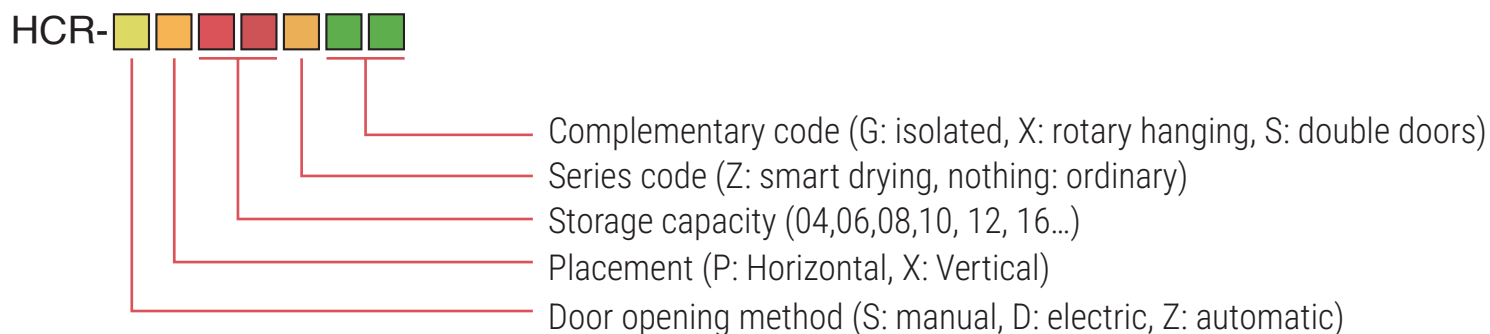 HCR-
Complementary code (G: isolated, X: rotary hanging, S: double doors)
Series code (Z: smart drying, nothing: ordinary)
Storage capacity (04,06,08,10, 12, 16…)
Placement (P: Horizontal, X: Vertical)
Door opening method (S: manual, D: electric, Z: automatic)